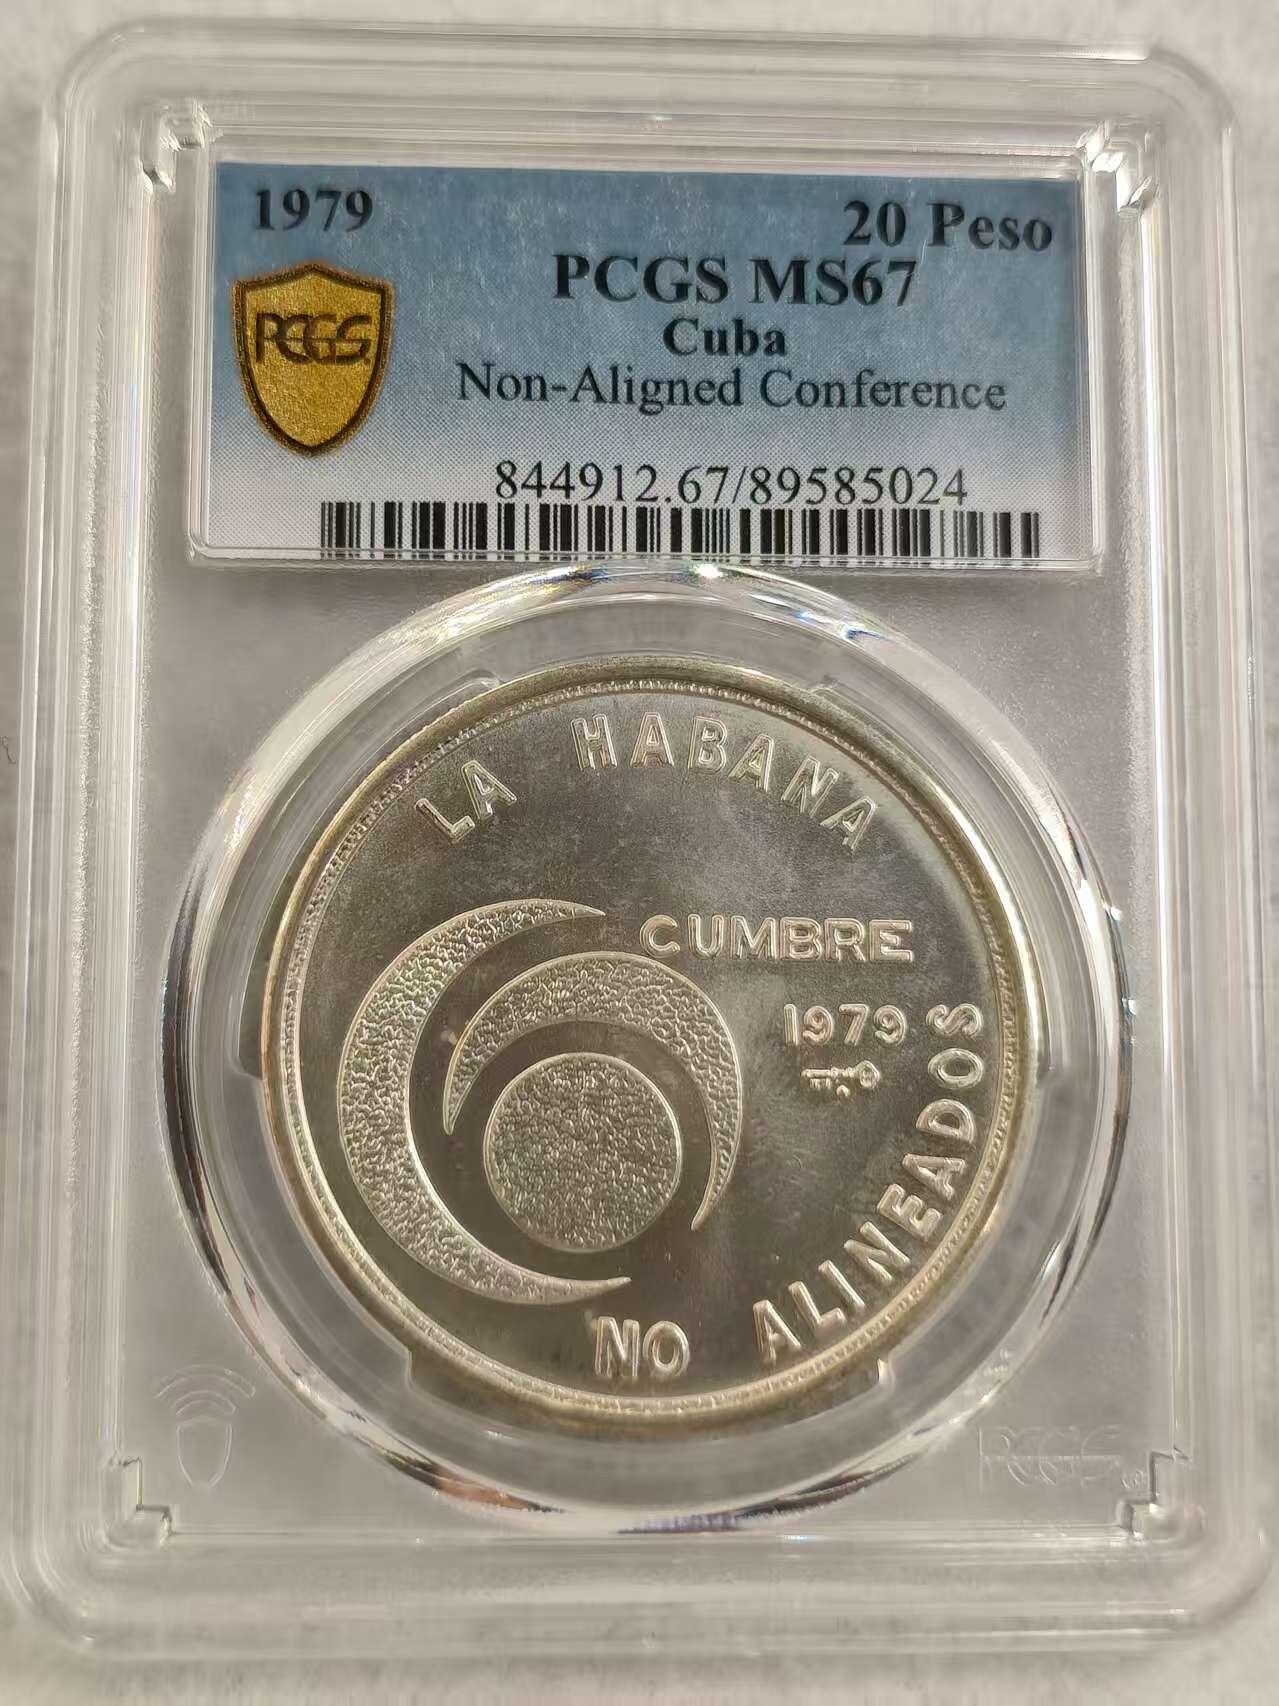 1979
20 Peso
PCGS MS67
Cuba
Non-Aligned Conference
PCGS
844912.67/89585024
LA HABANA
CUMBRE
1979
NO ALINEADOS
PCGS